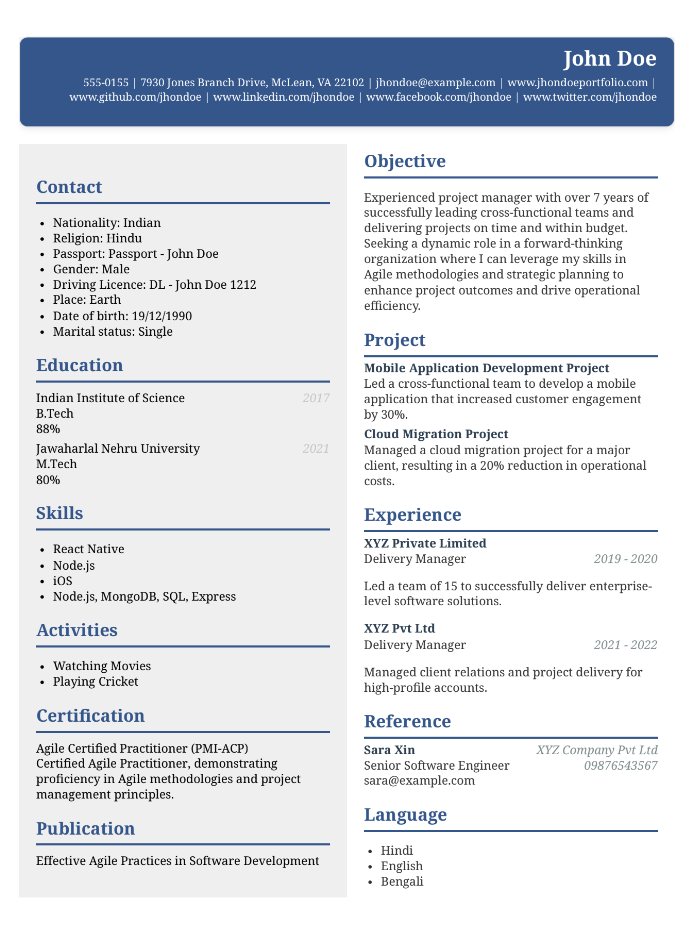 John Doe
555-0155 | 7930 Jones Branch Drive, McLean, VA 22102 | jhondoe@example.com | www.jhondoeportfolio.com |
www.github.com/jhondoe | www.linkedin.com/jhondoe | www.facebook.com/jhondoe | www.twitter.com/jhondoe
Contact
• Nationality: Indian
• Religion: Hindu
• Passport: Passport - John Doe
• Gender: Male
• Driving Licence: DL - John Doe 1212
• Place: Earth
• Date of birth: 19/12/1990
• Marital status: Single
Education
Indian Institute of Science 2017
B.Tech
88%
Jawaharlal Nehru University 2021
M.Tech
80%
Skills
• React Native
• Node.js
• iOS
• Node.js, MongoDB, SQL, Express
Activities
• Watching Movies
• Playing Cricket
Certification
Agile Certified Practitioner (PMI-ACP)
Certified Agile Practitioner, demonstrating
proficiency in Agile methodologies and project
management principles.
Publication
Effective Agile Practices in Software Development
Objective
Experienced project manager with over 7 years of
successfully leading cross-functional teams and
delivering projects on time and within budget.
Seeking a dynamic role in a forward-thinking
organization where I can leverage my skills in
Agile methodologies and strategic planning to
enhance project outcomes and drive operational
efficiency.
Project
Mobile Application Development Project
Led a cross-functional team to develop a mobile
application that increased customer engagement
by 30%.
Cloud Migration Project
Managed a cloud migration project for a major
client, resulting in a 20% reduction in operational
costs.
Experience
XYZ Private Limited
Delivery Manager 2019 - 2020
Led a team of 15 to successfully deliver enterprise-
level software solutions.
XYZ Pvt Ltd
Delivery Manager 2021 - 2022
Managed client relations and project delivery for
high-profile accounts.
Reference
Sara Xin XYZ Company Pvt Ltd
Senior Software Engineer 09876543567
sara@example.com
Language
• Hindi
• English
• Bengali